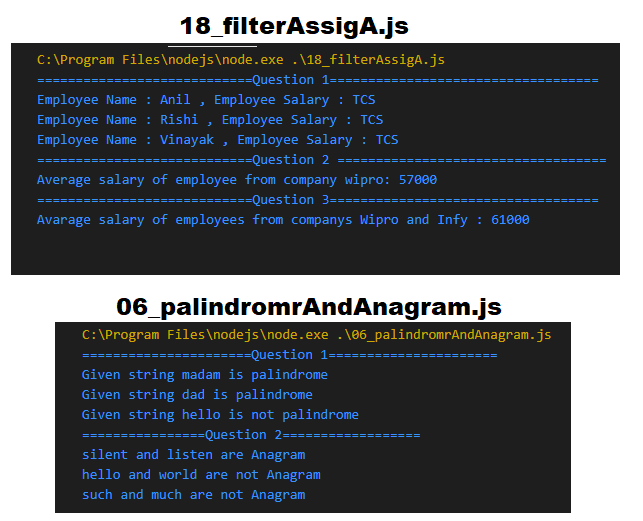 18_filterAssigA.js
C:\Program Files\nodejs\node.exe .\18_filterAssigA.js
============================Question 1===================================
Employee Name : Anil , Employee Salary : TCS
Employee Name : Rishi , Employee Salary : TCS
Employee Name : Vinayak , Employee Salary : TCS
============================Question 2 ===================================
Average salary of employee from company wipro: 57000
============================Question 3===================================
Avarage salary of employees from companys Wipro and Infy : 61000
06_palindromrAndAnagram.js
C:\Program Files\nodejs\node.exe .\06_palindromrAndAnagram.js
======================Question 1======================
Given string madam is palindrome
Given string dad is palindrome
Given string hello is not palindrome
================Question 2==================
silent and listen are Anagram
hello and world are not Anagram
such and much are not Anagram